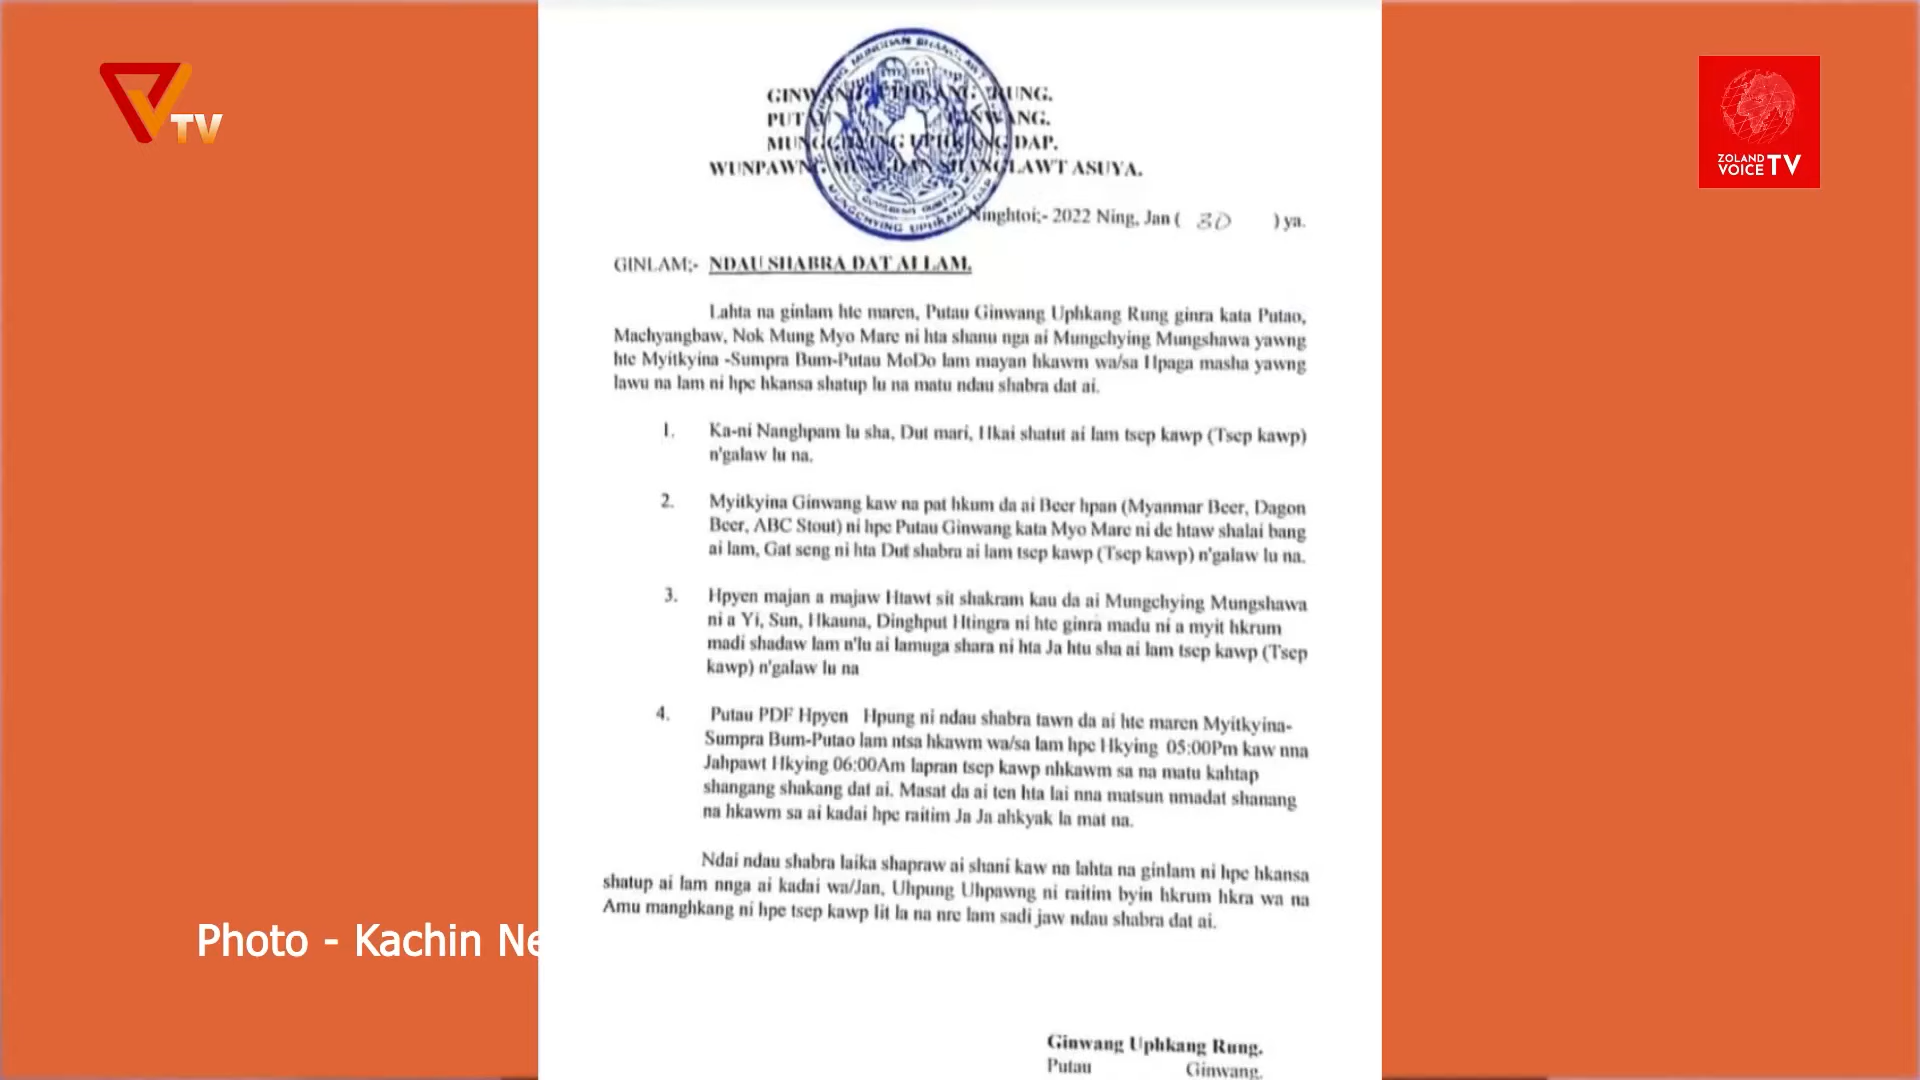 TV
ZOLAND
VOICE TV
GINWANG UPHKANG RUNG.
PUTAU GINWANG.
MUNGCHYING UPHKANG DAP.
WUNPAWNG MUNGDAN SHANGLAWT ASUYA.
Ninghtoi;- 2022 Ning, Jan ( 30 ) ya.
GINLAM;- NDAU SHABRA DAT AI LAM.
Lahta na ginlam hte maren, Putau Ginwang Uphkang Rung ginra kata Putao,
Machyangbaw, Nok Mung Myo Mare ni hta shanu nga ai Mungchying Mungshawa yawng
hte Myitkyina -Sumpra Bum-Putau MoDo lam mayan hkawm wa/sa Hpaga masha yawng
lawu na lam ni hpe hkansa shatup lu na matu ndau shabra dat ai.
1. Ka-ni Nanghpam lu sha, Dut mari, Hkai shatut ai lam tsep kawp (Tsep kawp)
n'galaw lu na.
2. Myitkyina Ginwang kaw na pat hkum da ai Beer hpan (Myanmar Beer, Dagon
Beer, ABC Stout) ni hpe Putau Ginwang kata Myo Mare ni de htaw shalai bang
ai lam, Gat seng ni hta Dut shabra ai lam tsep kawp (Tsep kawp) n'galaw lu na.
3. Hpyen majan a majaw Htawt sit shakram kau da ai Mungchying Mungshawa
ni a Yi, Sun, Hkauna, Dinghput Htingra ni hte ginra madu ni a myit hkrum
madi shadaw lam n'lu ai lamuga shara ni hta Ja htu sha ai lam tsep kawp (Tsep
kawp) n'galaw lu na
4. Putau PDF Hpyen Hpung ni ndau shabra tawn da ai hte maren Myitkyina-
Sumpra Bum-Putao lam ntsa hkawm wa/sa lam hpe Hkying 05:00Pm kaw nna
Jahpawt Hkying 06:00Am lapran tsep kawp nhkawm sa na matu kahtap
shangang shakang dat ai. Masat da ai ten hta lai nna matsun nmadat shanang
na hkawm sa ai kadai hpe raitim Ja Ja ahkyak la mat na.
Ndai ndau shabra laika shapraw ai shani kaw na lahta na ginlam ni hpe hkansa
shatup ai lam nnga ai kadai wa/Jan, Uhpung Uhpawng ni raitim byin hkrum hkra wa na
Amu manghkang ni hpe tsep kawp lit la na nre lam sadi jaw ndau shabra dat ai.
Photo - Kachin Ne
Ginwang Uphkang Rung.
Putau Ginwang.